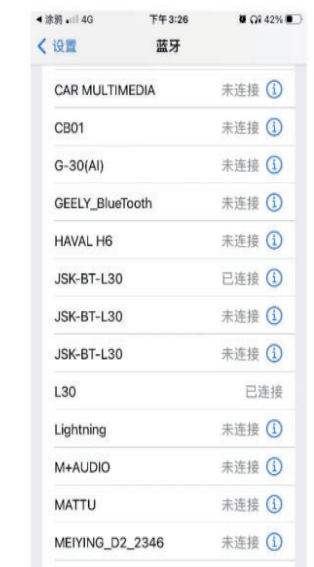 涂鸦 4G 下午3:26 42%
设置 蓝牙
CAR MULTIMEDIA 未连接
CB01 未连接
G-30(AI) 未连接
GEELY_BlueTooth 未连接
HAVAL H6 未连接
JSK-BT-L30 已连接
JSK-BT-L30 未连接
JSK-BT-L30 未连接
L30 已连接
Lightning 未连接
M+AUDIO 未连接
MATTU 未连接
MEIYING_D2_2346 未连接